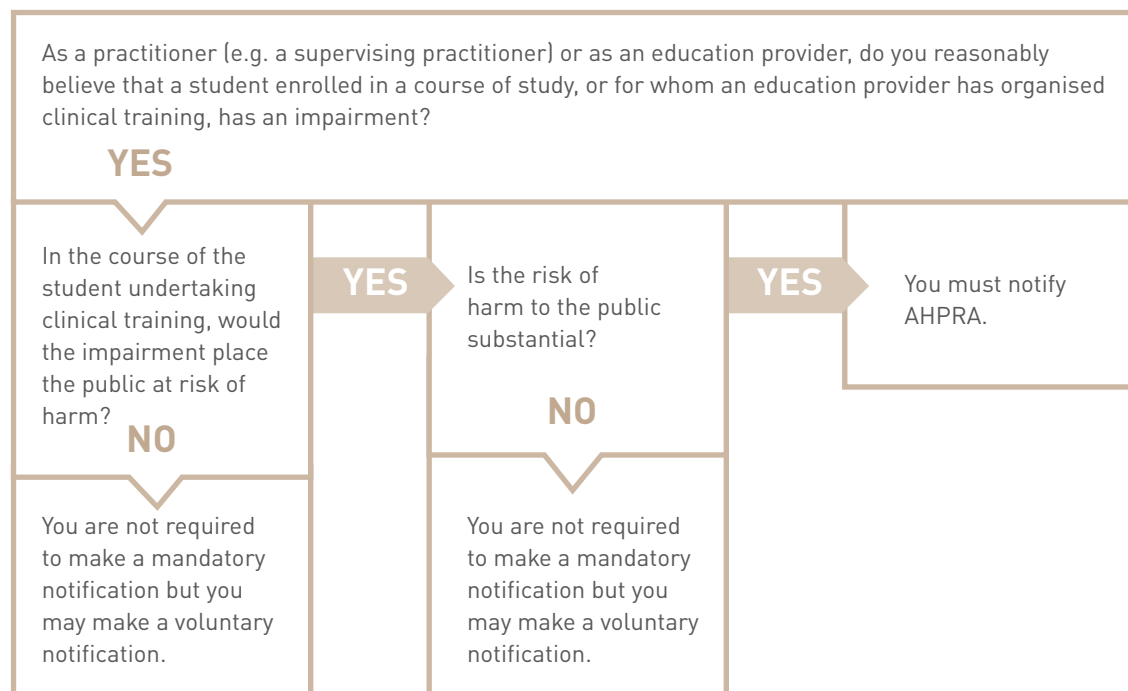 As a practitioner (e.g. a supervising practitioner) or as an education provider, do you reasonably
believe that a student enrolled in a course of study, or for whom an education provider has organised
clinical training, has an impairment?
YES
In the course of the
student undertaking
clinical training, would
the impairment place
the public at risk of
harm?
NO
You are not required
to make a mandatory
notification but you
may make a voluntary
notification.
YES
Is the risk of
harm to the public
substantial?
NO
You are not required
to make a mandatory
notification but you
may make a voluntary
notification.
YES
You must notify
AHPRA.